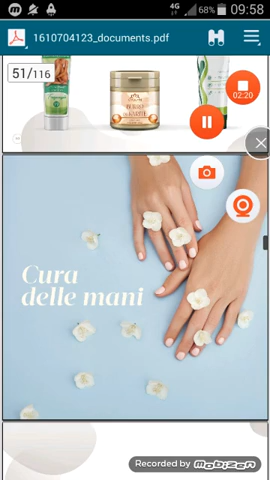 4G
68%
09:58
1610704123_documents.pdf
51/116
02:20
Cura
delle mani
Recorded by mobizen